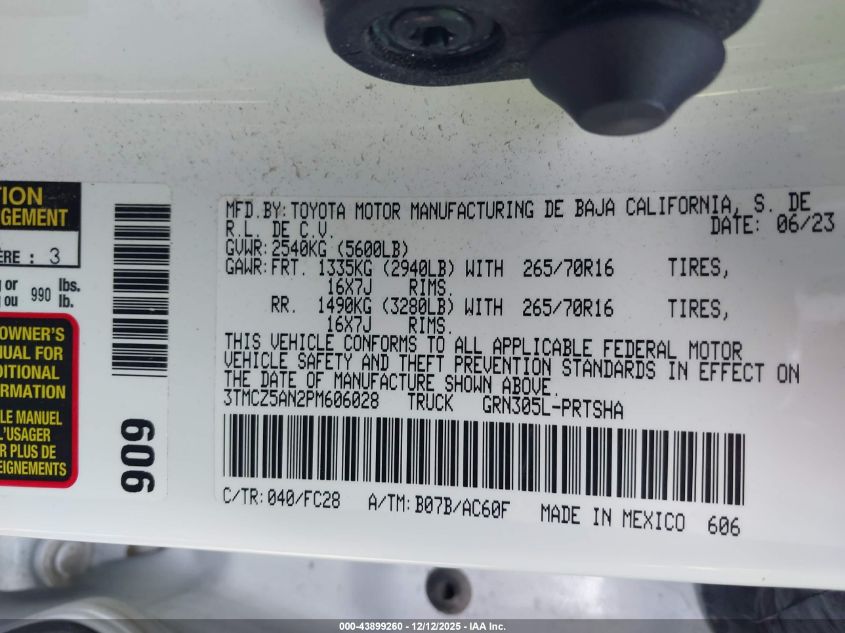 TION
GEMENT
ÈRE : 3
g or 990 lbs.
g ou lb.
OWNER'S
NUAL FOR
DITIONAL
ORMATION
LE MANUEL
L'USAGER
R PLUS DE
EIGNEMENTS
909
MFD.BY:TOYOTA MOTOR MANUFACTURING DE BAJA CALIFORNIA, S. DE
R.L. DE C.V. DATE: 06/23
GVWR:2540KG (5600LB)
GAWR:FRT. 1335KG (2940LB) WITH 265/70R16 TIRES,
16X7J RIMS.
RR. 1490KG (3280LB) WITH 265/70R16 TIRES,
16X7J RIMS.
THIS VEHICLE CONFORMS TO ALL APPLICABLE FEDERAL MOTOR
VEHICLE SAFETY AND THEFT PREVENTION STANDARDS IN EFFECT ON
THE DATE OF MANUFACTURE SHOWN ABOVE.
3TMCZ5AN2PM606028 TRUCK GRN305L-PRTSHA
C/TR:040/FC28 A/TM:B07B/AC60F MADE IN MEXICO 606
000-43899260 - 12/12/2025 - IAA Inc.